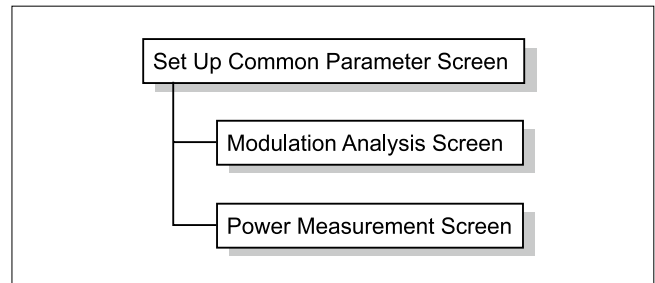 Set Up Common Parameter Screen
Modulation Analysis Screen
Power Measurement Screen